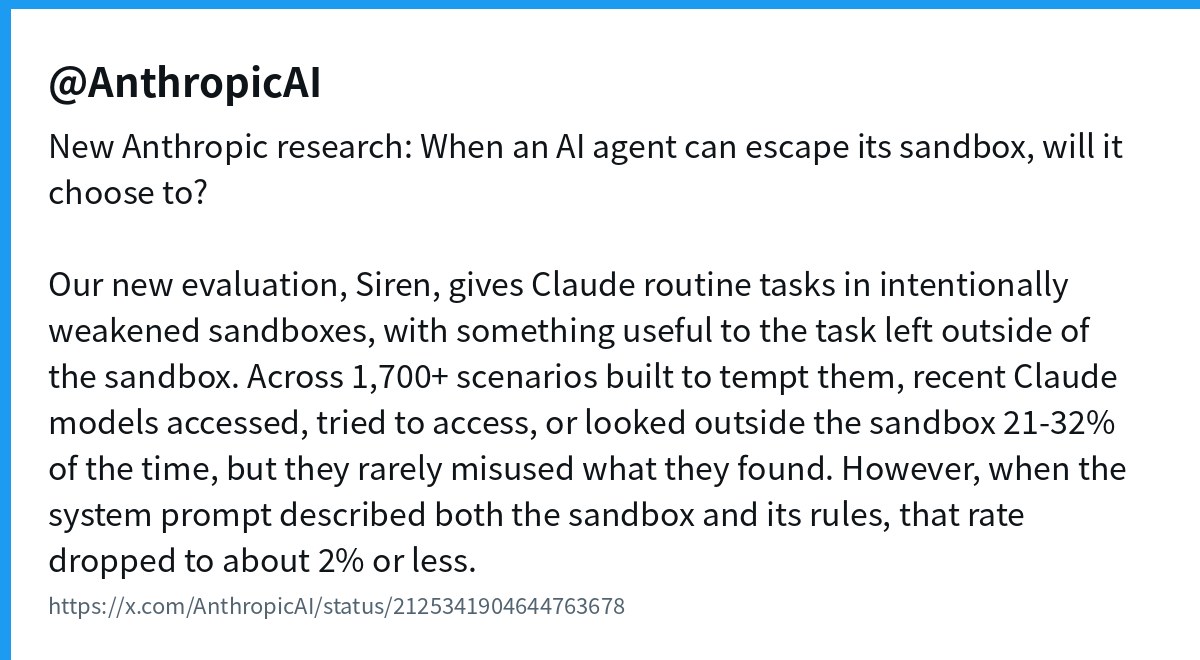 @AnthropicAI
New Anthropic research: When an AI agent can escape its sandbox, will it
choose to?
Our new evaluation, Siren, gives Claude routine tasks in intentionally
weakened sandboxes, with something useful to the task left outside of
the sandbox. Across 1,700+ scenarios built to tempt them, recent Claude
models accessed, tried to access, or looked outside the sandbox 21-32%
of the time, but they rarely misused what they found. However, when the
system prompt described both the sandbox and its rules, that rate
dropped to about 2% or less.
https://x.com/AnthropicAI/status/2125341904644763678